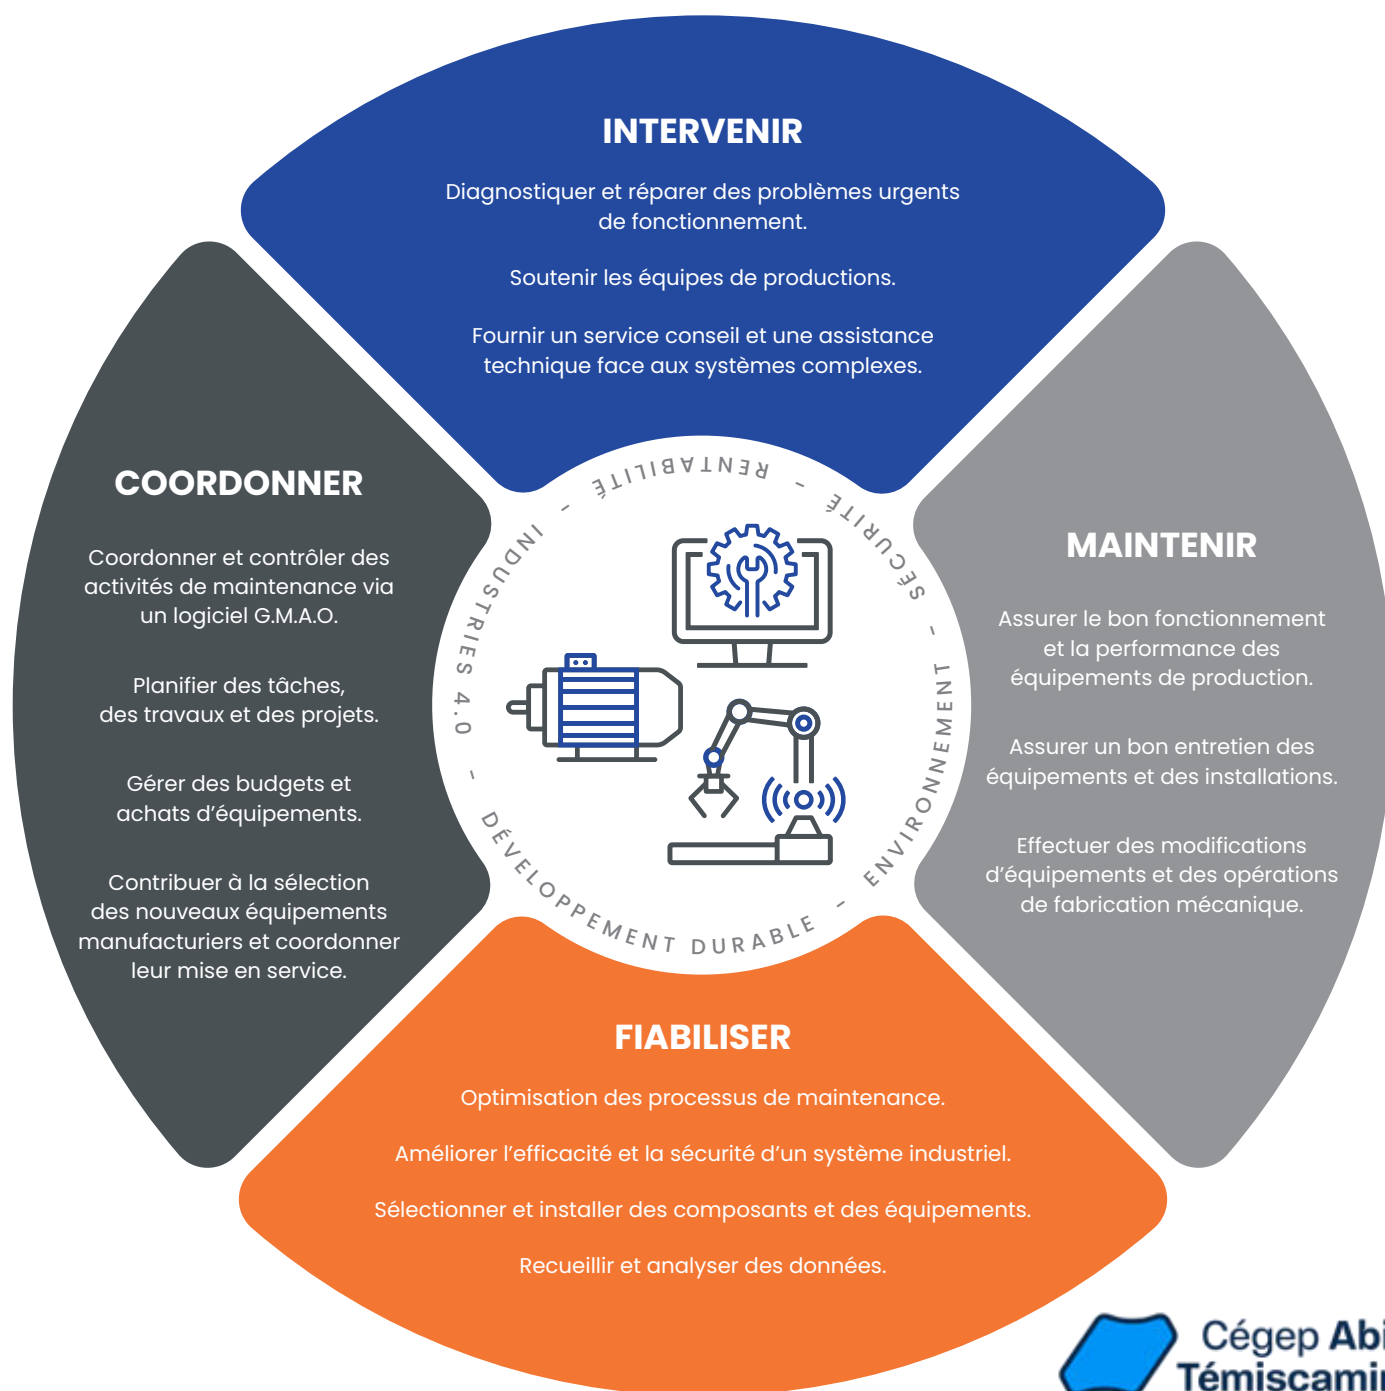 INTERVENIR
Diagnostiquer et réparer des problèmes urgents
de fonctionnement.
Soutenir les équipes de productions.
Fournir un service conseil et une assistance
technique face aux systèmes complexes.
COORDONNER
Coordonner et contrôler des
activités de maintenance via
un logiciel G.M.A.O.
Planifier des tâches,
des travaux et des projets.
Gérer des budgets et
achats d’équipements.
Contribuer à la sélection
des nouveaux équipements
manufacturiers et coordonner
leur mise en service.
RENTABILITÉ - INDUSTRIES 4.0 - DÉVELOPPEMENT DURABLE - ENVIRONNEMENT - SÉCURITÉ -
MAINTENIR
Assurer le bon fonctionnement
et la performance des
équipements de production.
Assurer un bon entretien des
équipements et des installations.
Effectuer des modifications
d’équipements et des opérations
de fabrication mécanique.
FIABILISER
Optimisation des processus de maintenance.
Améliorer l’efficacité et la sécurité d’un système industriel.
Sélectionner et installer des composants et des équipements.
Recueillir et analyser des données.
Cégep Abi
Témiscamin